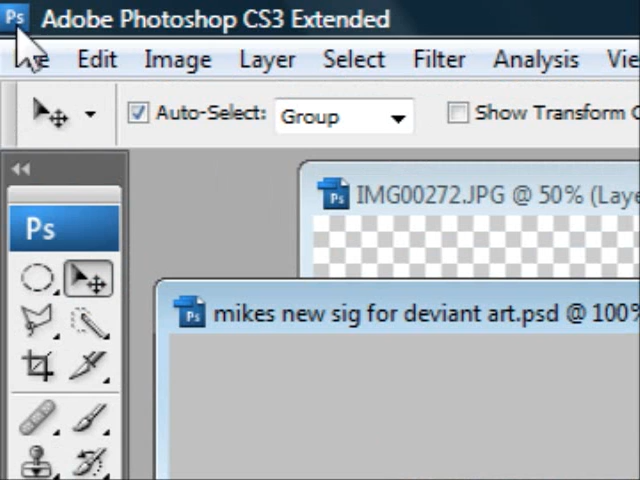 Ps Adobe Photoshop CS3 Extended
Edit Image Layer Select Filter Analysis
Auto-Select: Group Show Transform
IMG00272.JPG @ 50%
Ps
mikes new sig for deviant art.psd @ 100%